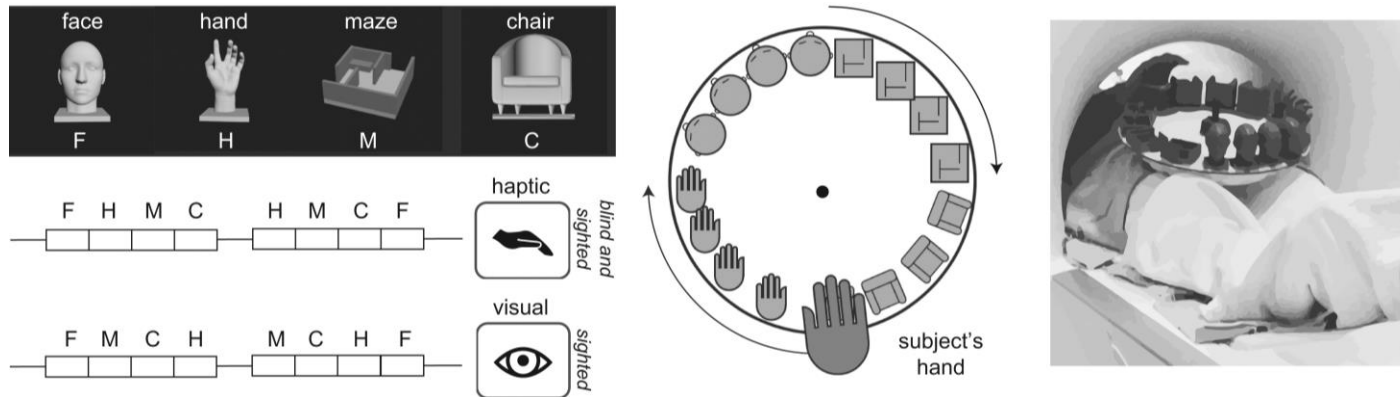 face hand maze chair
F H M C
haptic
F H M C H M C F
blind and
sighted
visual
F M C H M C H F
sighted
subject's
hand